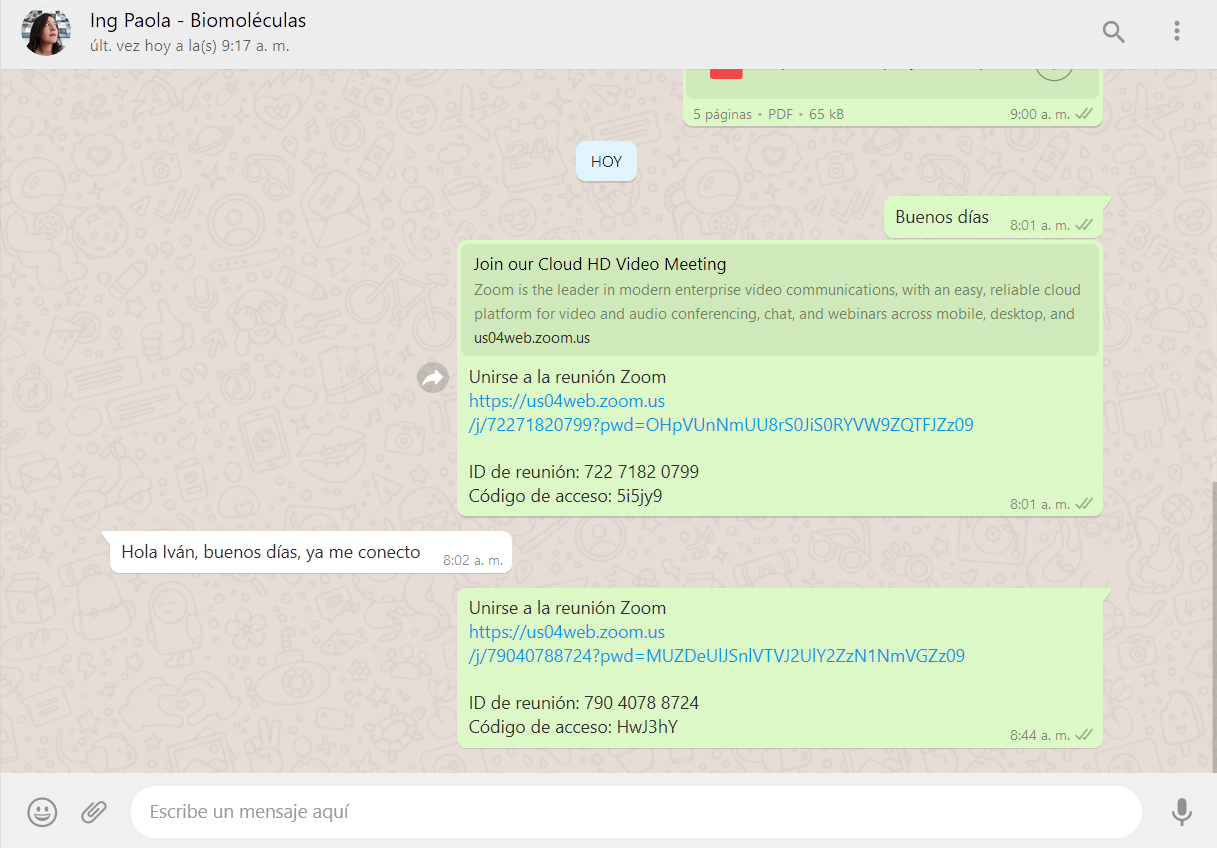 Ing Paola - Biomoléculas
últ. vez hoy a la(s) 9:17 a. m.
5 páginas • PDF • 65 kB 9:00 a. m.
HOY
Buenos días 8:01 a. m.
Join our Cloud HD Video Meeting
Zoom is the leader in modern enterprise video communications, with an easy, reliable cloud
platform for video and audio conferencing, chat, and webinars across mobile, desktop, and
us04web.zoom.us
Unirse a la reunión Zoom
https://us04web.zoom.us
/j/72271820799?pwd=OHpVUnNmUU8rS0JiS0RYVW9ZQTFJZz09
ID de reunión: 722 7182 0799
Código de acceso: 5i5jy9
8:01 a. m.
Hola Iván, buenos días, ya me conecto 8:02 a. m.
Unirse a la reunión Zoom
https://us04web.zoom.us
/j/79040788724?pwd=MUZDeUlJSnlVTVJ2UlY2ZzN1NmVGZz09
ID de reunión: 790 4078 8724
Código de acceso: HwJ3hY
8:44 a. m.
Escribe un mensaje aquí